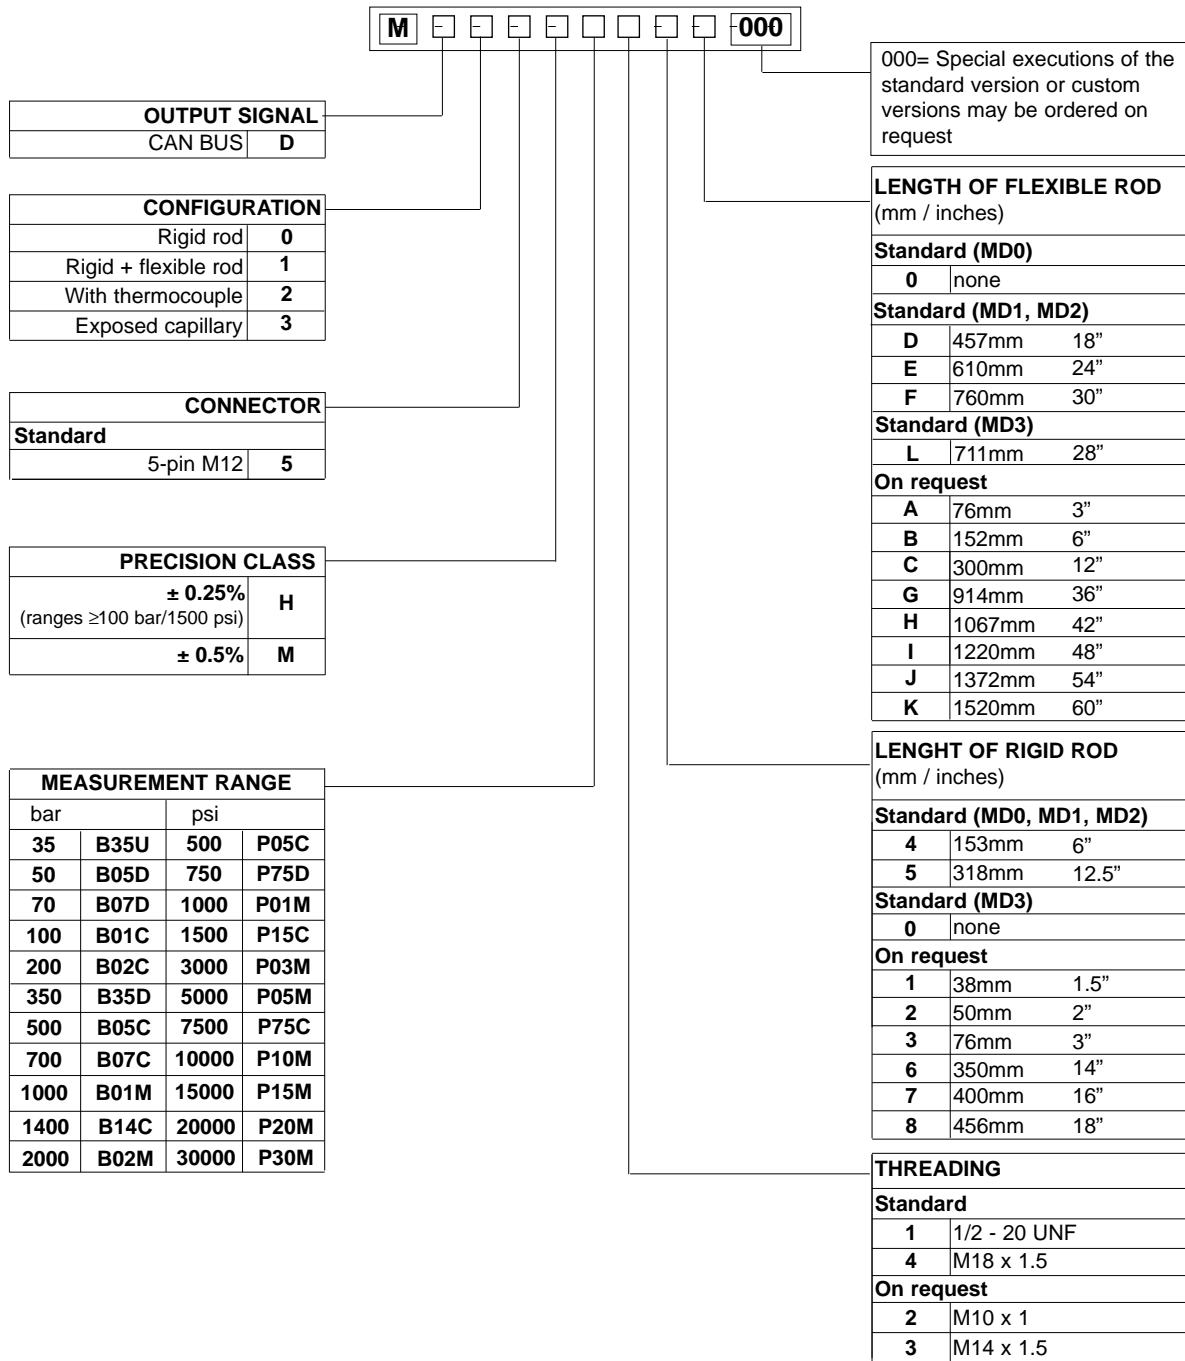 M - - - - - - - 000
000= Special executions of the
standard version or custom
versions may be ordered on
request
OUTPUT SIGNAL
CAN BUS D
CONFIGURATION
Rigid rod 0
Rigid + flexible rod 1
With thermocouple 2
Exposed capillary 3
CONNECTOR
Standard
5-pin M12 5
PRECISION CLASS
± 0.25%
(ranges ≥100 bar/1500 psi) H
± 0.5% M
MEASUREMENT RANGE
bar psi
35 B35U 500 P05C
50 B05D 750 P75D
70 B07D 1000 P01M
100 B01C 1500 P15C
200 B02C 3000 P03M
350 B35D 5000 P05M
500 B05C 7500 P75C
700 B07C 10000 P10M
1000 B01M 15000 P15M
1400 B14C 20000 P20M
2000 B02M 30000 P30M
LENGTH OF FLEXIBLE ROD
(mm / inches)
Standard (MD0)
0 none
Standard (MD1, MD2)
D 457mm 18”
E 610mm 24”
F 760mm 30”
Standard (MD3)
L 711mm 28”
On request
A 76mm 3”
B 152mm 6”
C 300mm 12”
G 914mm 36”
H 1067mm 42”
I 1220mm 48”
J 1372mm 54”
K 1520mm 60”
LENGHT OF RIGID ROD
(mm / inches)
Standard (MD0, MD1, MD2)
4 153mm 6”
5 318mm 12.5”
Standard (MD3)
0 none
On request
1 38mm 1.5”
2 50mm 2”
3 76mm 3”
6 350mm 14”
7 400mm 16”
8 456mm 18”
THREADING
Standard
1 1/2 - 20 UNF
4 M18 x 1.5
On request
2 M10 x 1
3 M14 x 1.5